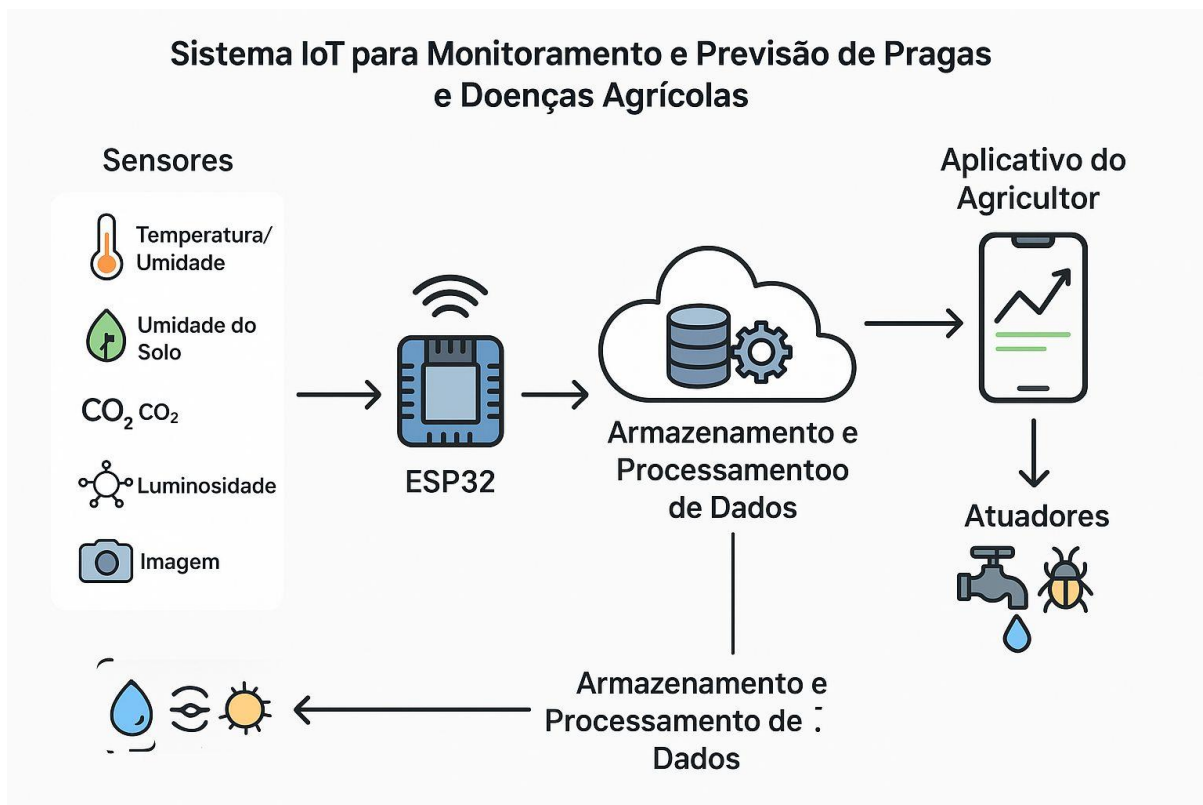 Sistema IoT para Monitoramento e Previsão de Pragas
e Doenças Agrícolas
Sensores
Temperatura/
Umidade
Umidade do
Solo
CO₂ CO₂
Luminosidade
Imagem
ESP32
Armazenamento e
Processamentoo
de Dados
Aplicativo do
Agricultor
Atuadores
Armazenamento e
Processamento de
Dados